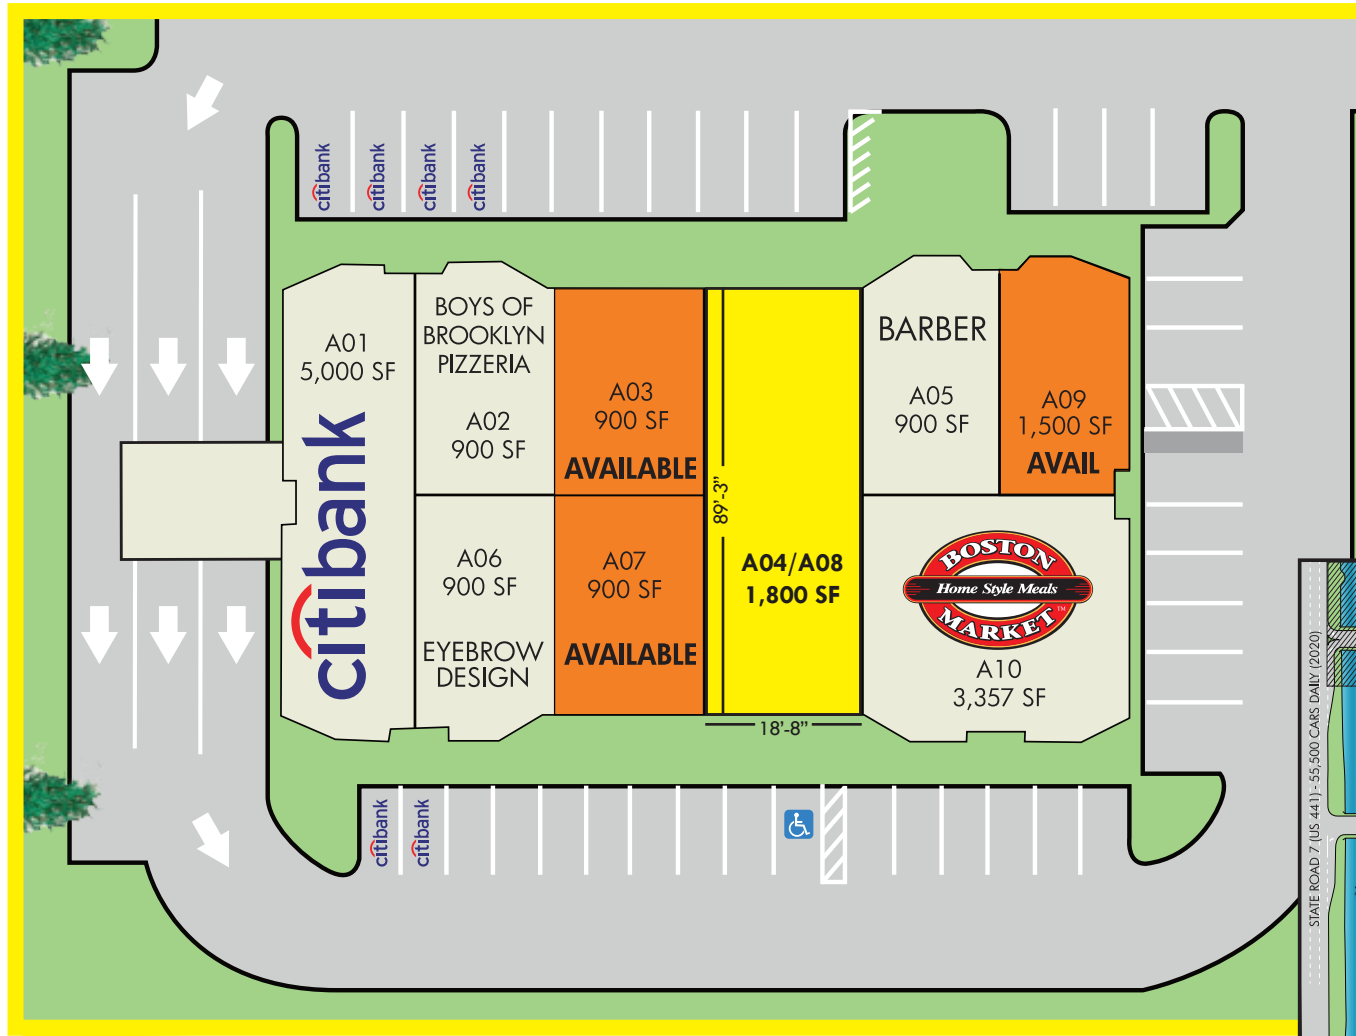 citibank
citibank
citibank
citibank
A01
5,000 SF
citibank
BOYS OF
BROOKLYN
PIZZERIA
A02
900 SF
A03
900 SF
AVAILABLE
89'-3"
A04/A08
1,800 SF
18'-8"
BARBER
A05
900 SF
A09
1,500 SF
AVAIL
A06
900 SF
EYEBROW
DESIGN
A07
900 SF
AVAILABLE
BOSTON
Home Style Meals
MARKET™
A10
3,357 SF
citibank
citibank
STATE ROAD 7 (US 441) - 55,500 CARS DAILY (2020)